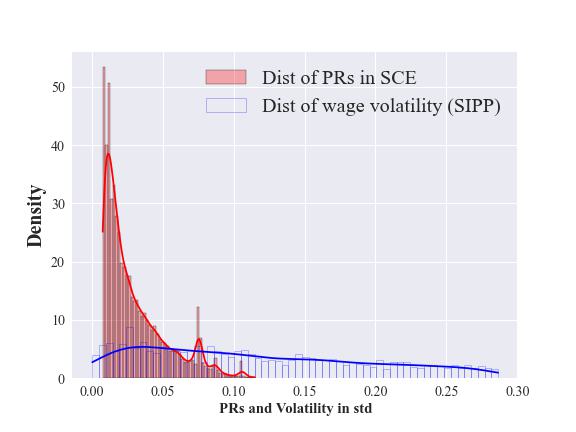 Dist of PRs in SCE
Dist of wage volatility (SIPP)
Density
50
40
30
20
10
0
0.00 0.05 0.10 0.15 0.20 0.25 0.30
PRs and Volatility in std